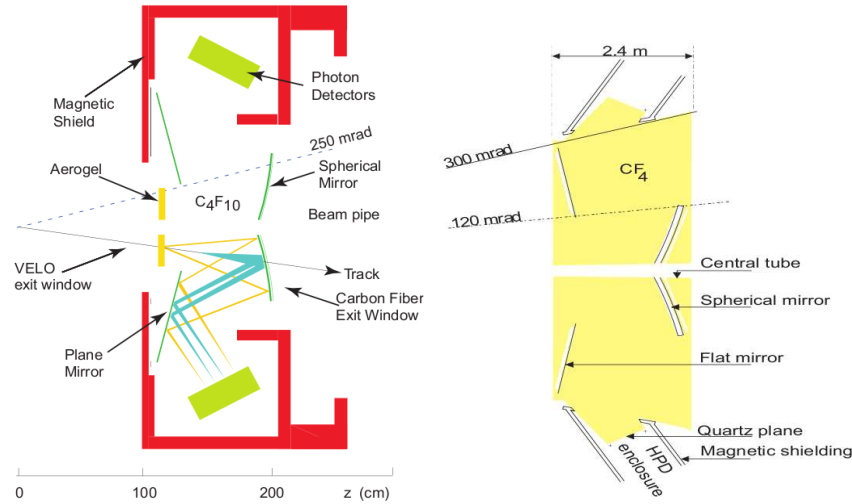 Magnetic
Shield
Photon
Detectors
250 mrad
Aerogel
Spherical
Mirror
C4F10
Beam pipe
VELO
exit window
Track
Carbon Fiber
Exit Window
Plane
Mirror
0
100
200
z (cm)
2.4 m
300 mrad
CF4
120 mrad
Central tube
Spherical mirror
Flat mirror
Quartz plane
Magnetic shielding
HPD
enclosure